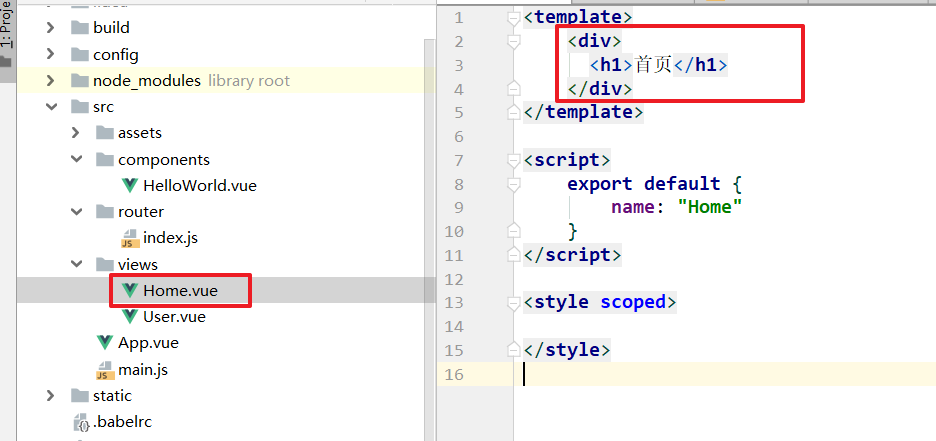 1: Proje
build
config
node_modules library root
src
assets
components
HelloWorld.vue
router
index.js
views
Home.vue
User.vue
App.vue
main.js
static
.babelrc
1 <template>
2 <div>
3 <h1>首页</h1>
4 </div>
5 </template>
6
7 <script>
8 export default {
9 name: "Home"
10 }
11 </script>
12
13 <style scoped>
14
15 </style>
16